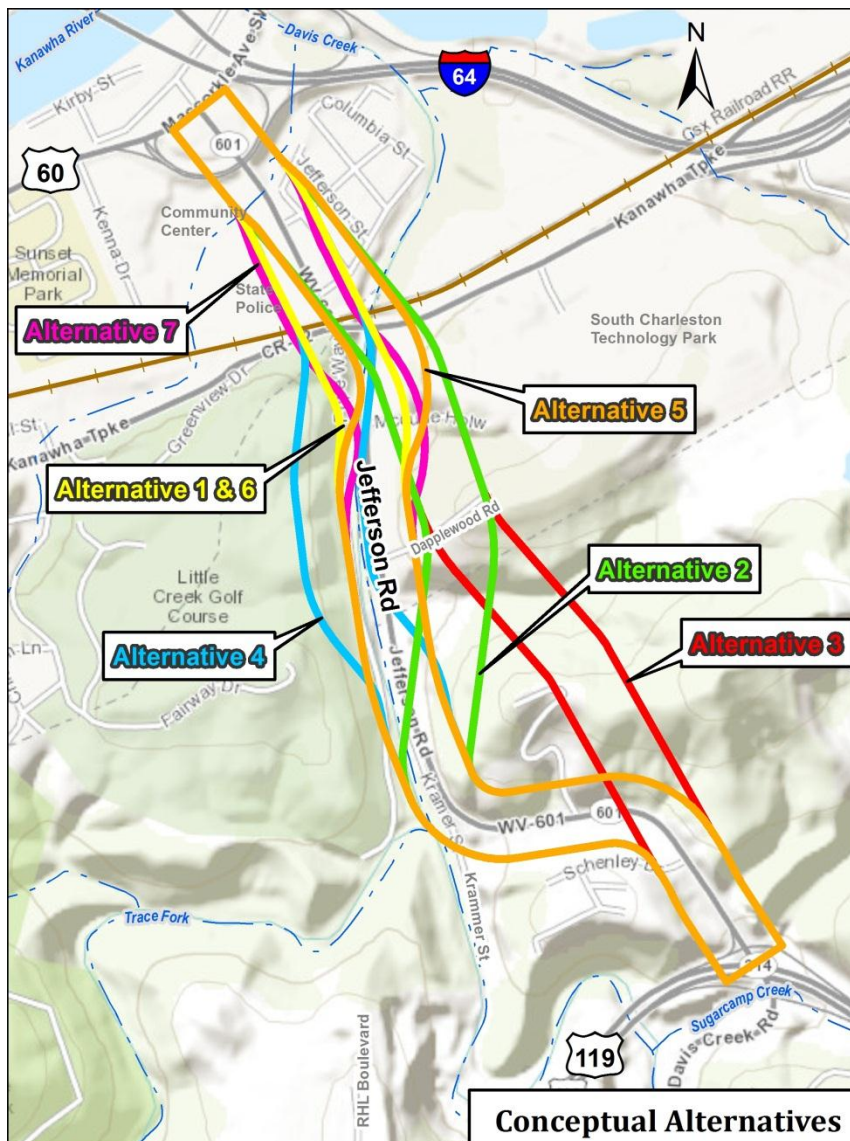 Kanawha River
Davis Creek
N
64
Kirby St
Maccorkle Ave SW
Columbia St
Csx Railroad RR
601
Kanawha Tpke
60
Kenna Dr
Jefferson St
Community
Center
Sunset
Memorial
Park
State
Police
South Charleston
Technology Park
Alternative 7
Greenview Dr
Alternative 5
Kanawha Tpke
Alternative 1 & 6
Jefferson Rd
Dapplewood Rd
Alternative 2
Little
Creek Golf
Course
Alternative 3
Alternative 4
Fairway Dr
Jefferson Rd
WV-601
601
Schenley
Krammer St
Trace Fork
Sugarcamp Creek
Davis Creek Rd
119
RHL Boulevard
Conceptual Alternatives